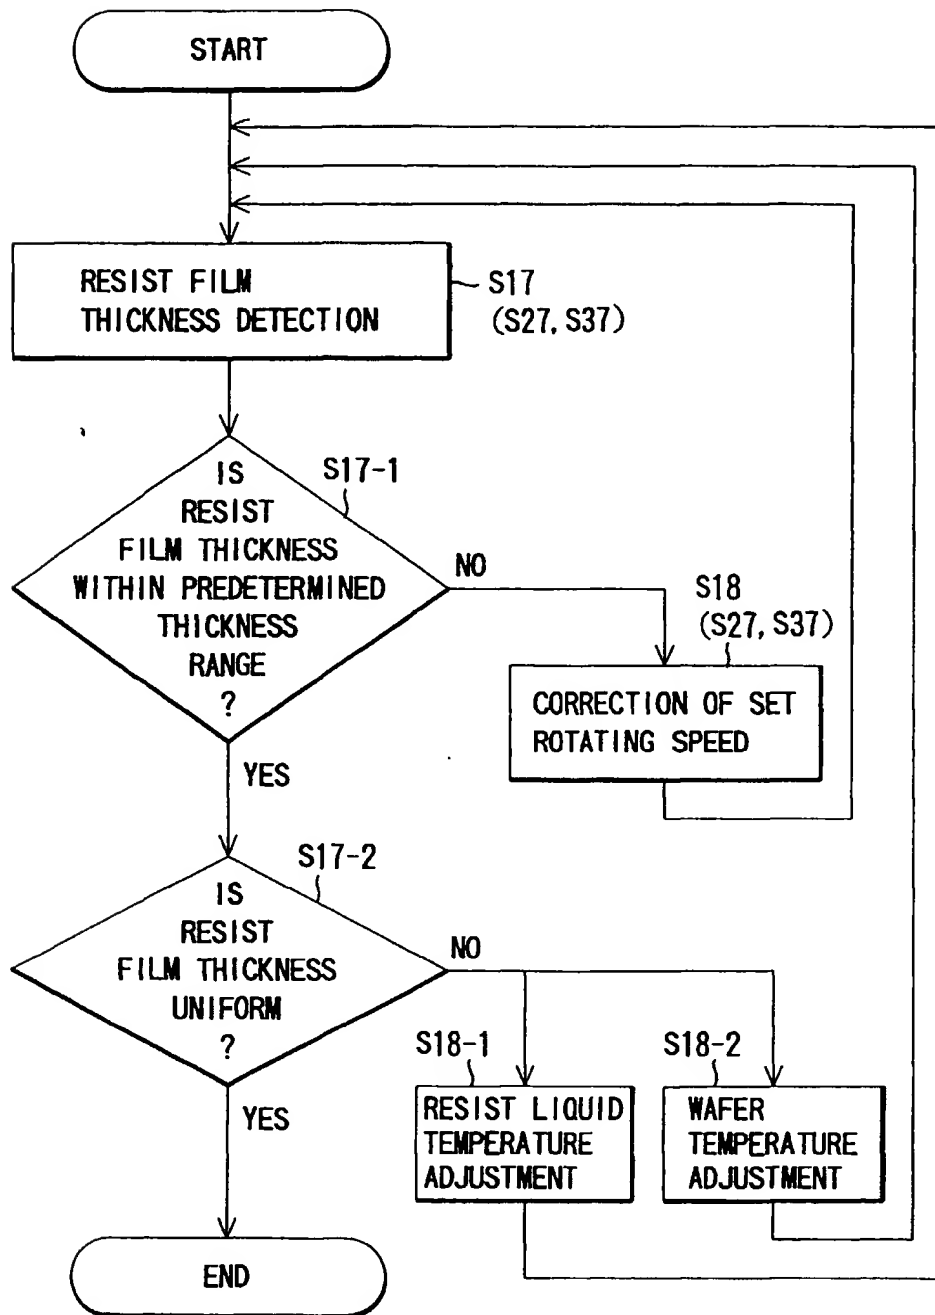 START
RESIST FILM
THICKNESS DETECTION
S17
(S27, S37)
S17-1
IS
RESIST
FILM THICKNESS
WITHIN PREDETERMINED
THICKNESS
RANGE
?
NO
S18
(S27, S37)
CORRECTION OF SET
ROTATING SPEED
YES
S17-2
IS
RESIST
FILM THICKNESS
UNIFORM
?
NO
S18-1
RESIST LIQUID
TEMPERATURE
ADJUSTMENT
S18-2
WAFER
TEMPERATURE
ADJUSTMENT
YES
END